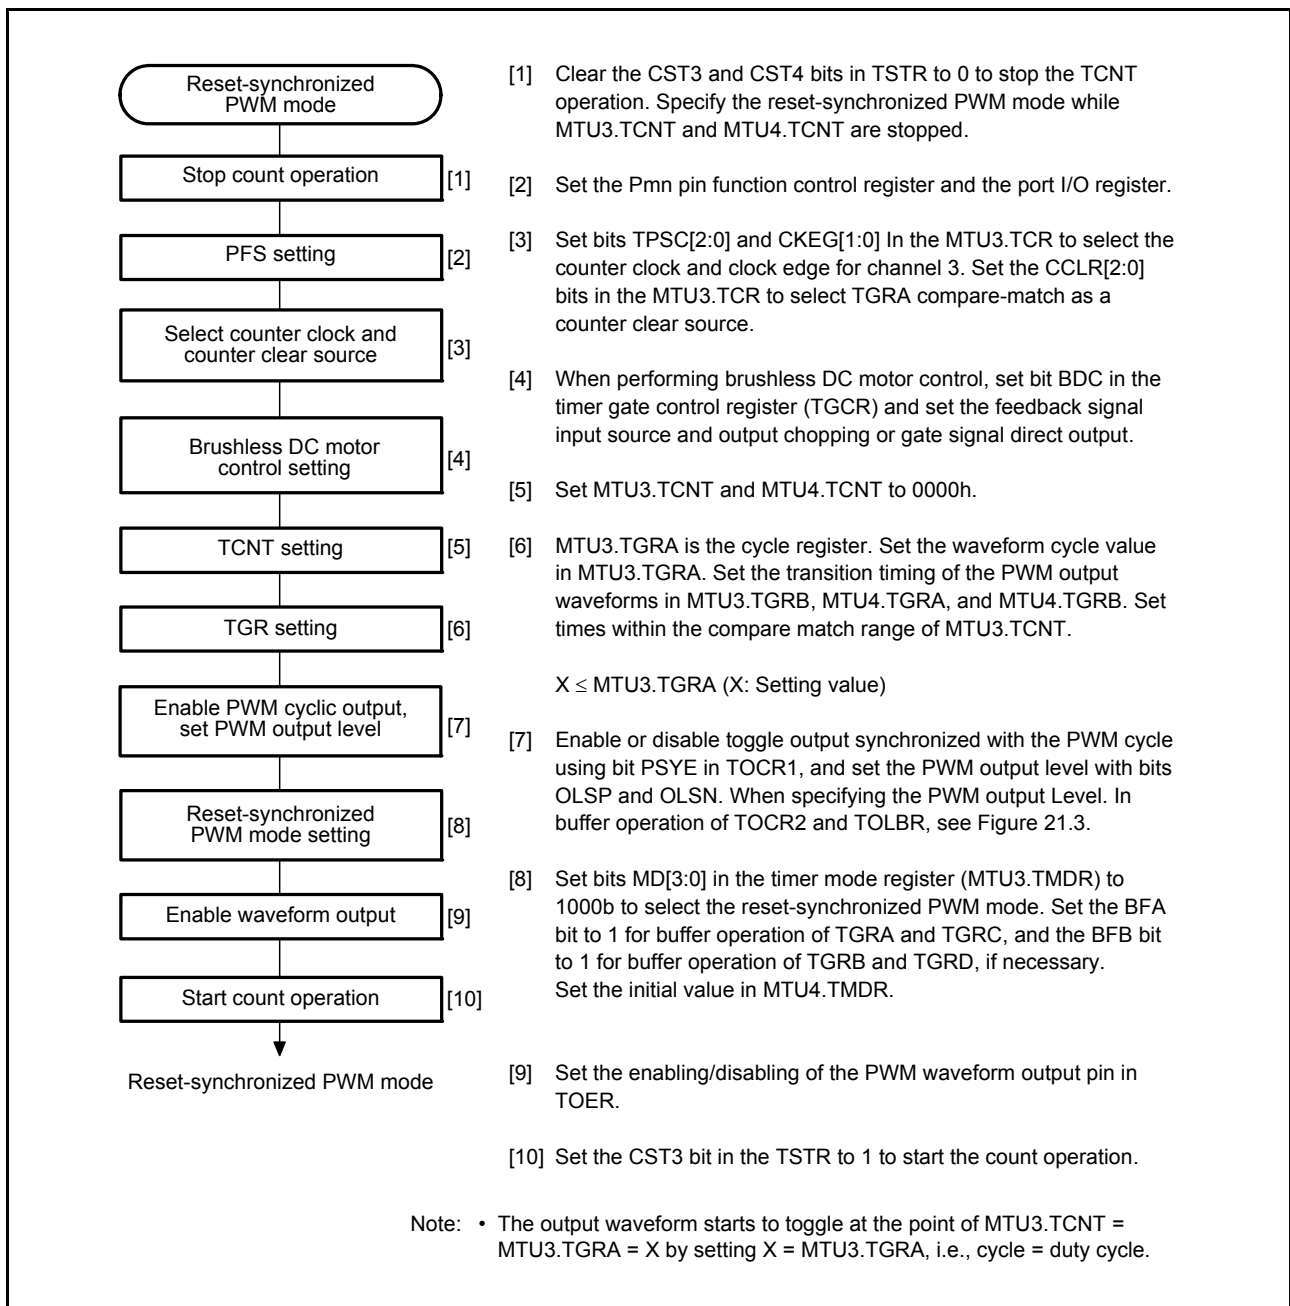 Reset-synchronized
PWM mode
Stop count operation
[1]
PFS setting
[2]
Select counter clock and
counter clear source
[3]
Brushless DC motor
control setting
[4]
TCNT setting
[5]
TGR setting
[6]
Enable PWM cyclic output,
set PWM output level
[7]
Reset-synchronized
PWM mode setting
[8]
Enable waveform output
[9]
Start count operation
[10]
Reset-synchronized PWM mode
[1] Clear the CST3 and CST4 bits in TSTR to 0 to stop the TCNT
operation. Specify the reset-synchronized PWM mode while
MTU3.TCNT and MTU4.TCNT are stopped.
[2] Set the Pmn pin function control register and the port I/O register.
[3] Set bits TPSC[2:0] and CKEG[1:0] In the MTU3.TCR to select the
counter clock and clock edge for channel 3. Set the CCLR[2:0]
bits in the MTU3.TCR to select TGRA compare-match as a
counter clear source.
[4] When performing brushless DC motor control, set bit BDC in the
timer gate control register (TGCR) and set the feedback signal
input source and output chopping or gate signal direct output.
[5] Set MTU3.TCNT and MTU4.TCNT to 0000h.
[6] MTU3.TGRA is the cycle register. Set the waveform cycle value
in MTU3.TGRA. Set the transition timing of the PWM output
waveforms in MTU3.TGRB, MTU4.TGRA, and MTU4.TGRB. Set
times within the compare match range of MTU3.TCNT.
X ≤ MTU3.TGRA (X: Setting value)
[7] Enable or disable toggle output synchronized with the PWM cycle
using bit PSYE in TOCR1, and set the PWM output level with bits
OLSP and OLSN. When specifying the PWM output Level. In
buffer operation of TOCR2 and TOLBR, see Figure 21.3.
[8] Set bits MD[3:0] in the timer mode register (MTU3.TMDR) to
1000b to select the reset-synchronized PWM mode. Set the BFA
bit to 1 for buffer operation of TGRA and TGRC, and the BFB bit
to 1 for buffer operation of TGRB and TGRD, if necessary.
Set the initial value in MTU4.TMDR.
[9] Set the enabling/disabling of the PWM waveform output pin in
TOER.
[10] Set the CST3 bit in the TSTR to 1 to start the count operation.
Note: • The output waveform starts to toggle at the point of MTU3.TCNT =
MTU3.TGRA = X by setting X = MTU3.TGRA, i.e., cycle = duty cycle.